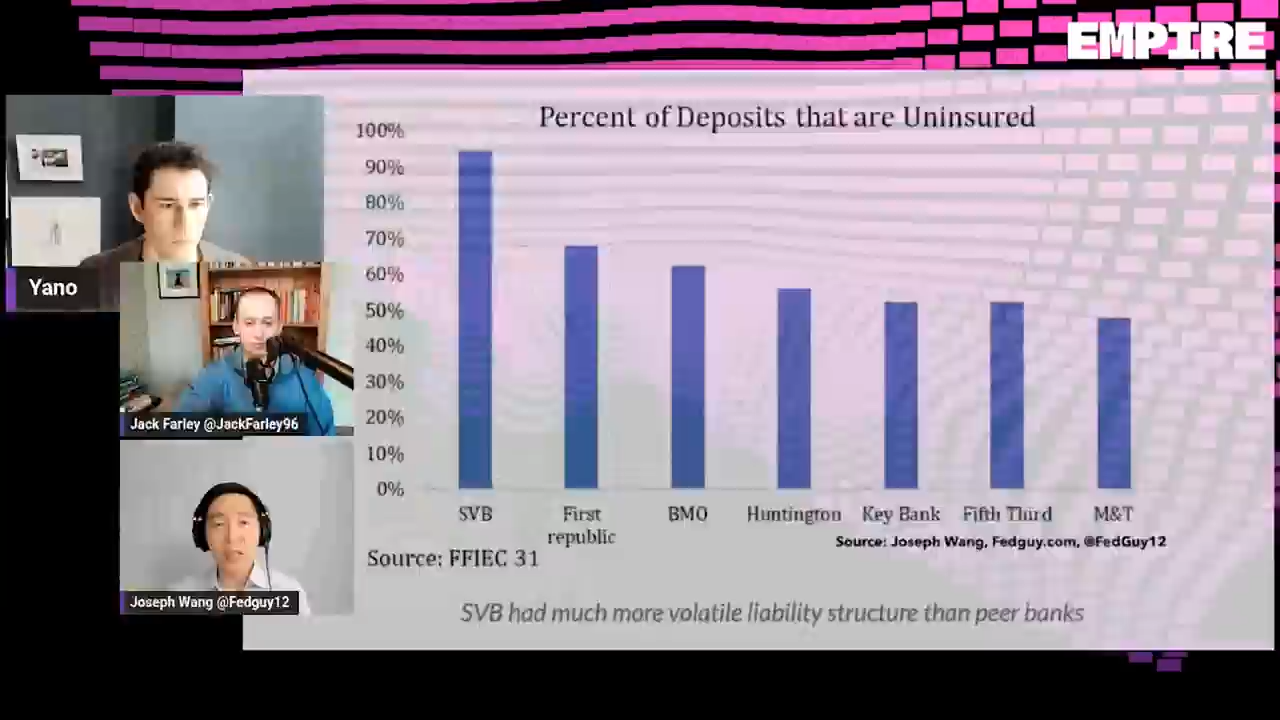 EMPIRE
Percent of Deposits that are Uninsured
100%
90%
80%
70%
60%
50%
40%
30%
20%
10%
0%
SVB
First
republic
BMO
Huntington
Key Bank
Fifth Third
M&T
Source: Joseph Wang, Fedguy.com, @FedGuy12
Source: FFIEC 31
SVB had much more volatile liability structure than peer banks
Yano
Jack Farley @JackFarley96
Joseph Wang @Fedguy12